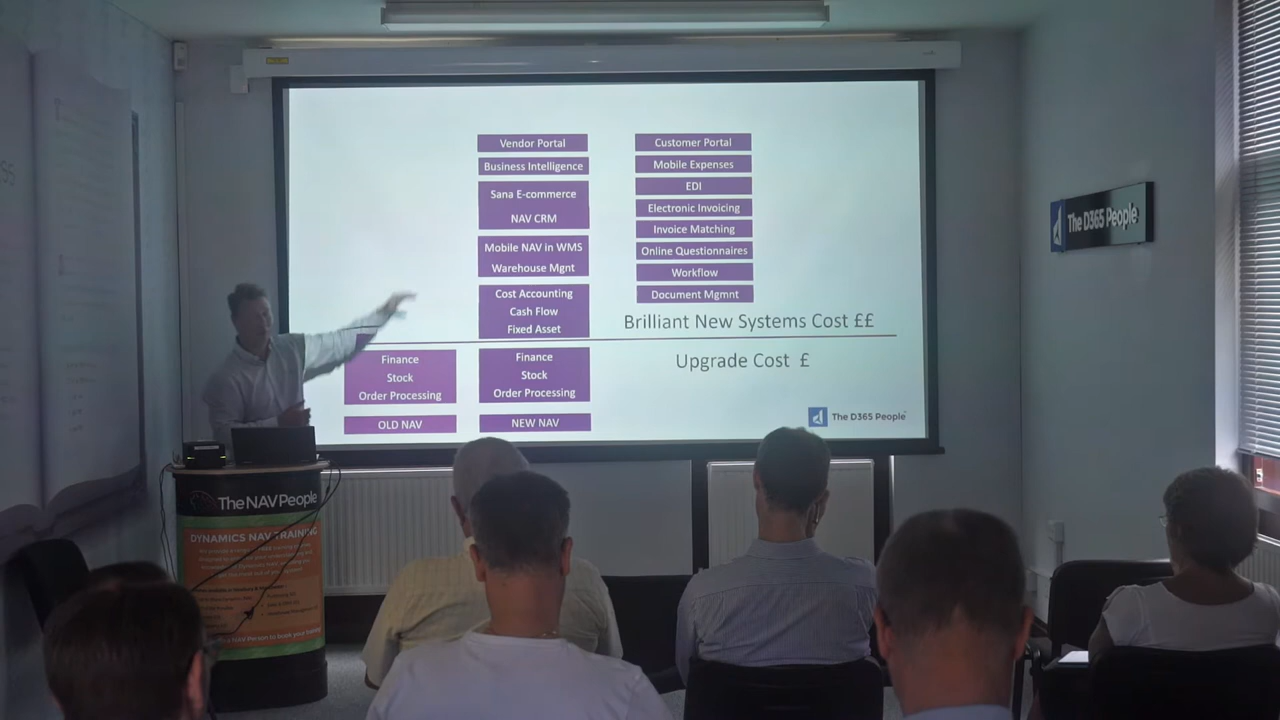 Vendor Portal
Business Intelligence
Sana E-commerce
NAV CRM
Mobile NAV in WMS
Warehouse Mgnt
Cost Accounting
Cash Flow
Fixed Asset
Customer Portal
Mobile Expenses
EDI
Electronic Invoicing
Invoice Matching
Online Questionnaires
Workflow
Document Mgmnt
Brilliant New Systems Cost ££
Upgrade Cost £
Finance
Stock
Order Processing
OLD NAV
Finance
Stock
Order Processing
NEW NAV
The D365 People
The D365 People
The NAV People
DYNAMICS NAV TRAINING